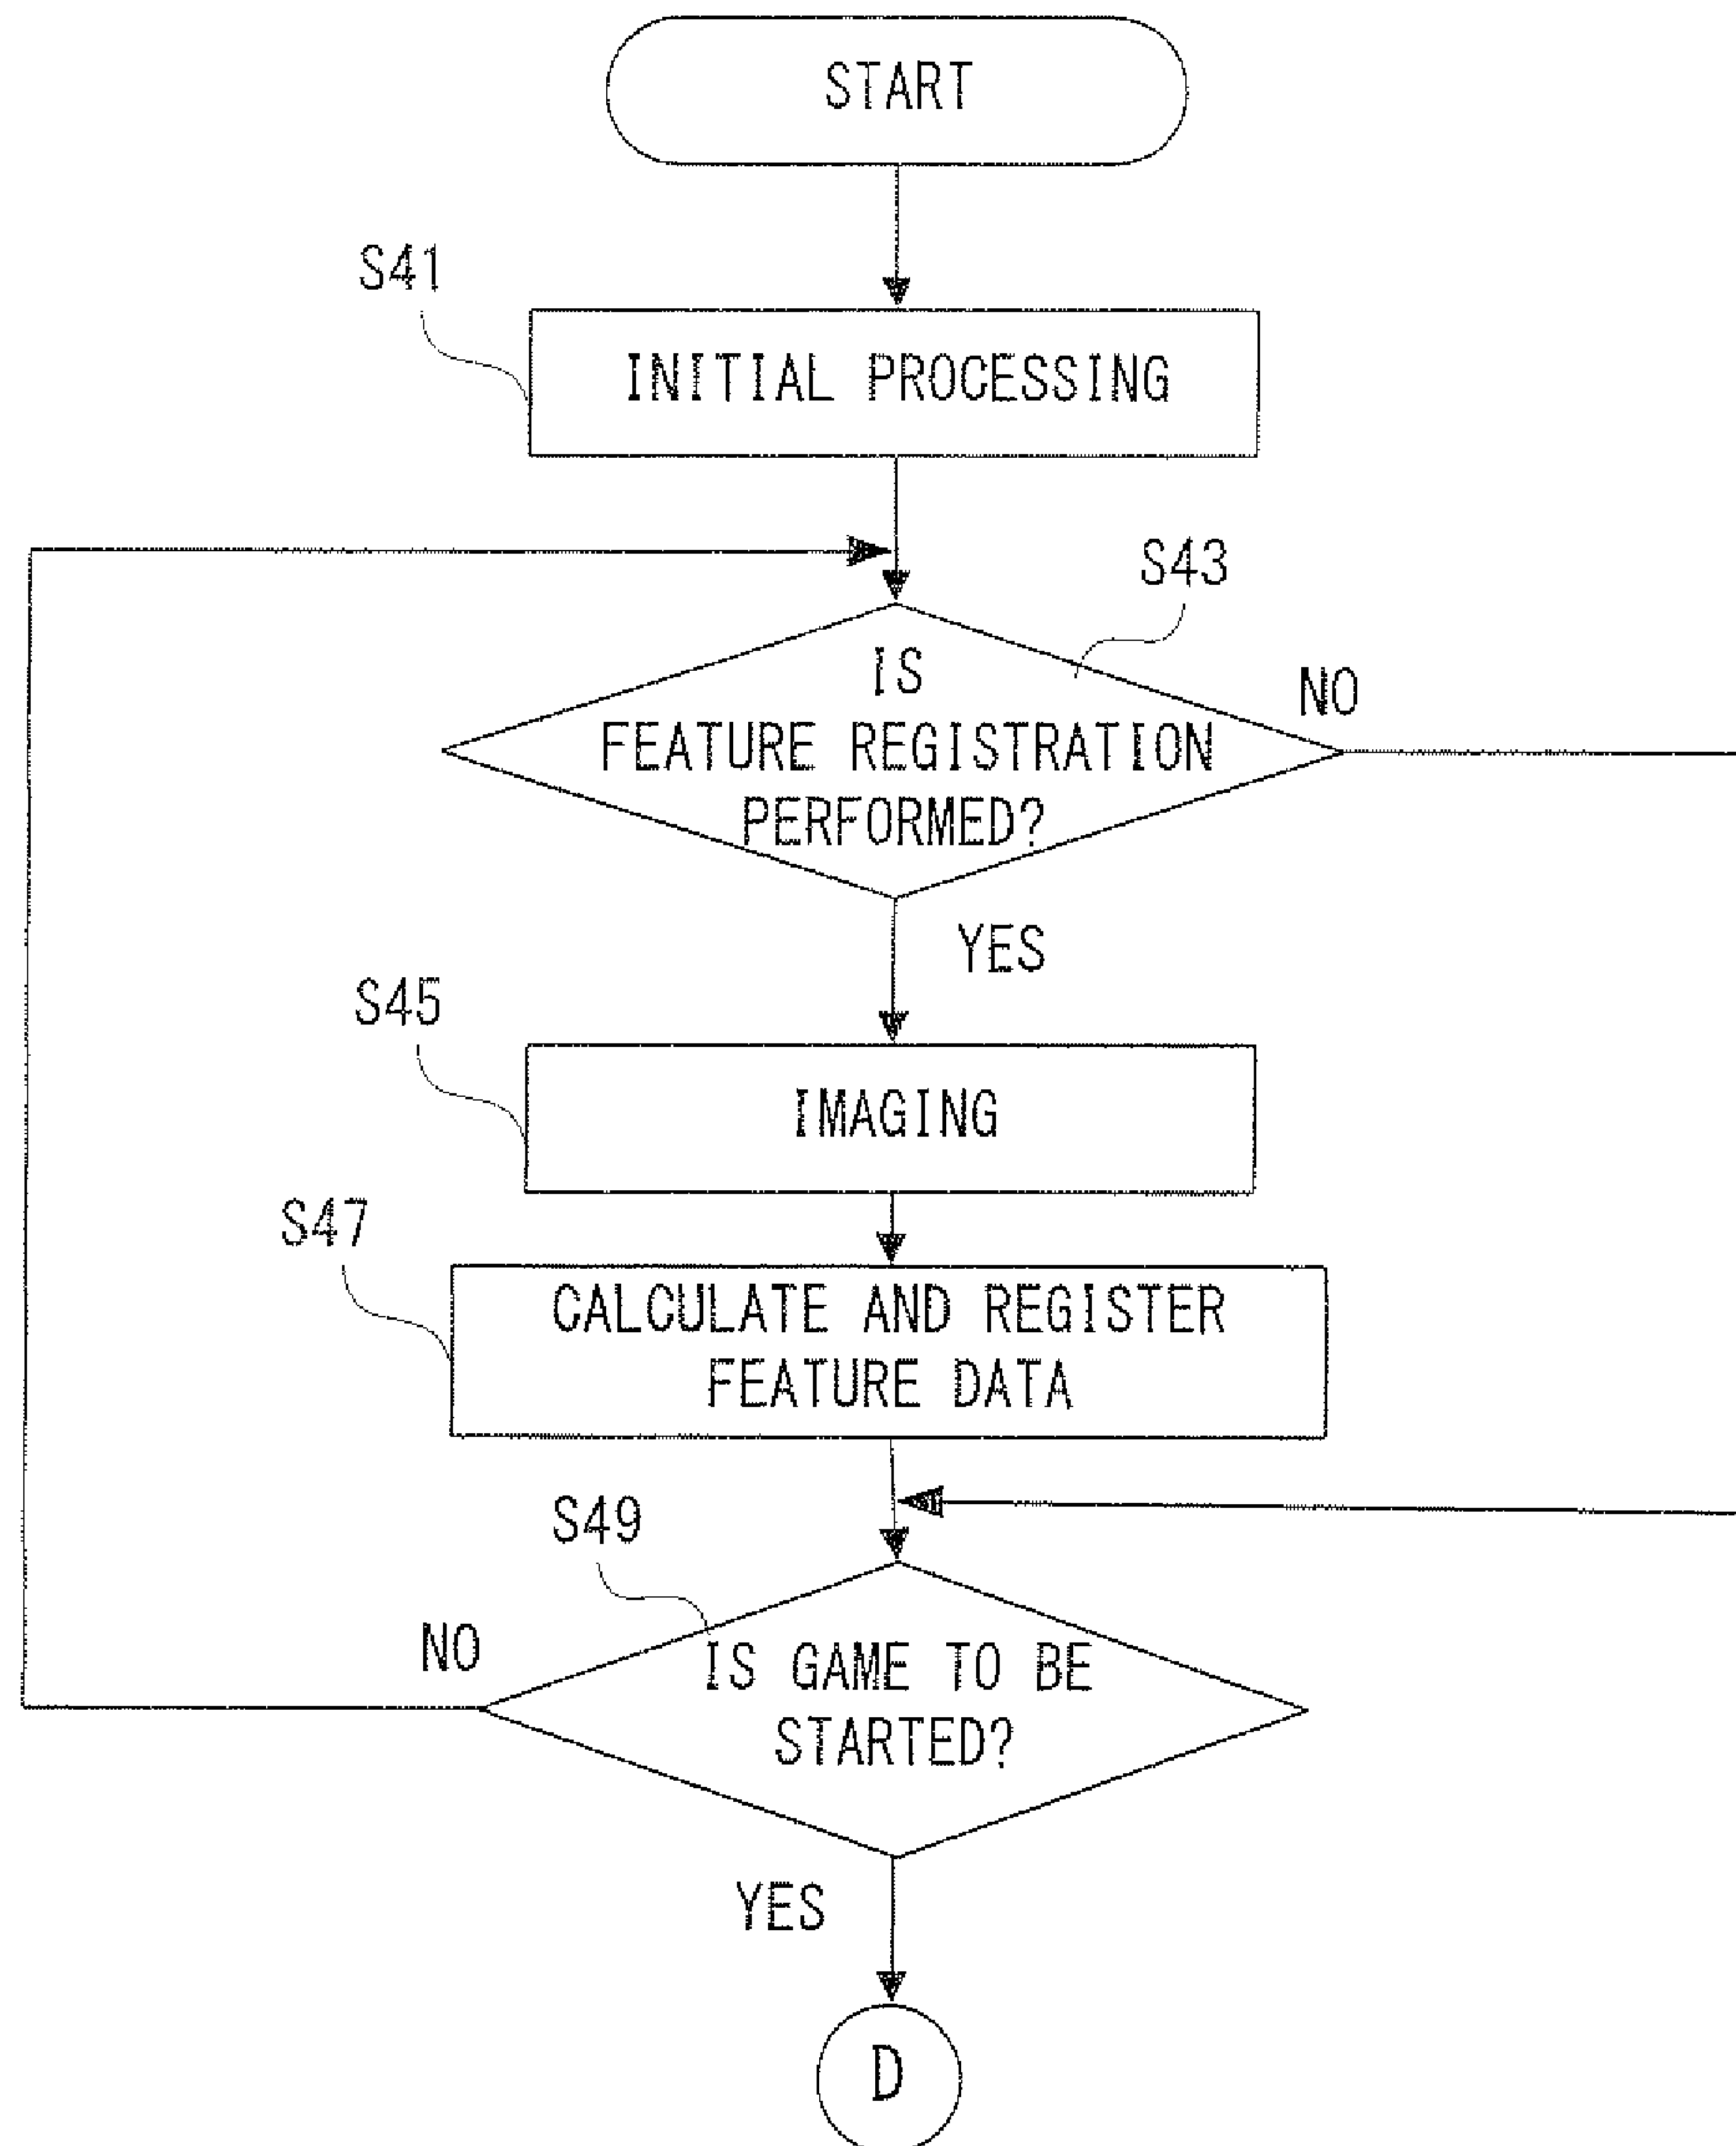 START
S41
INITIAL PROCESSING
S43
IS
FEATURE REGISTRATION
PERFORMED?
NO
YES
S45
IMAGING
S47
CALCULATE AND REGISTER
FEATURE DATA
S49
NO
IS GAME TO BE
STARTED?
YES
D